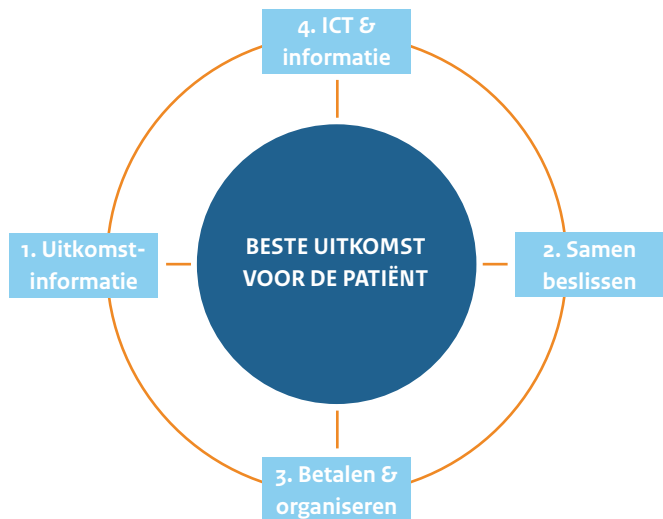 4. ICT &
informatie
1. Uitkomst-
informatie
BESTE UITKOMST
VOOR DE PATIËNT
2. Samen
beslissen
3. Betalen &
organiseren